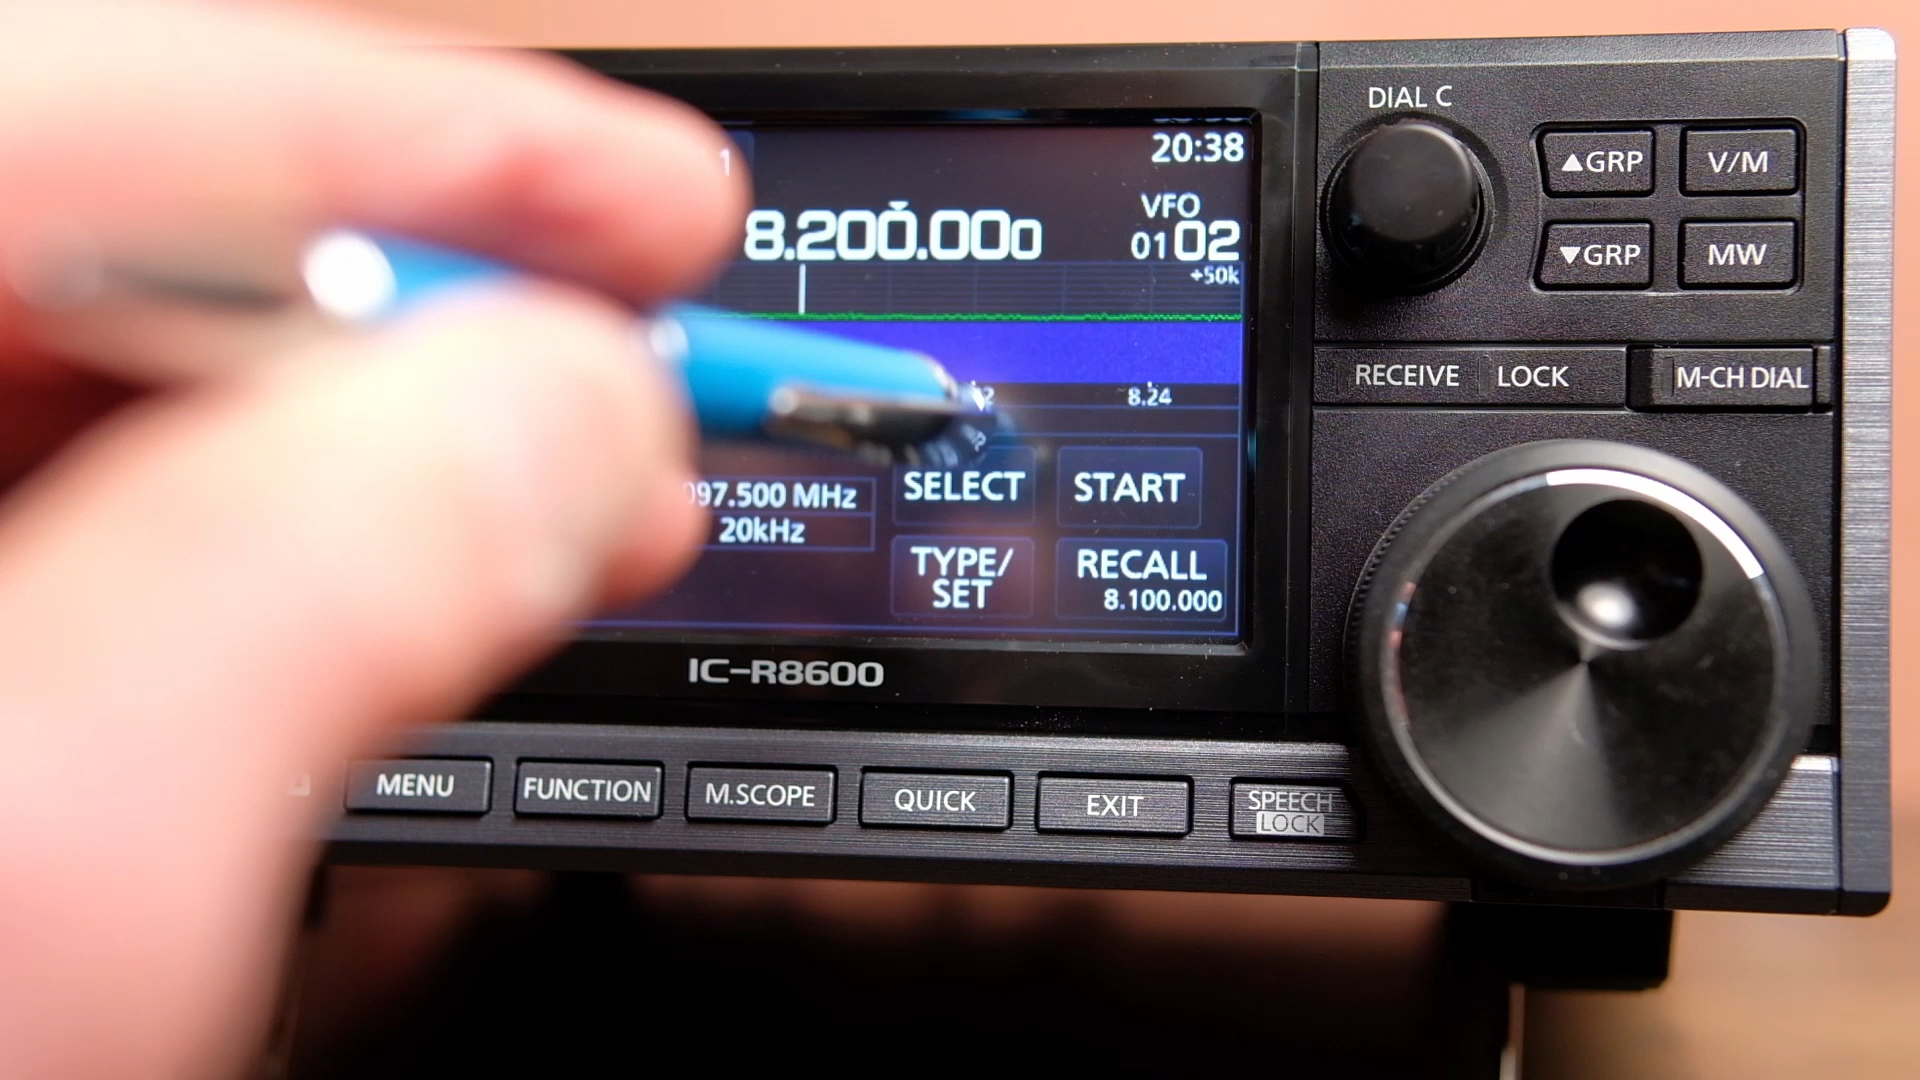 1
20:38
8.200.000
VFO
01 02
+50k
8.24
SELECT
START
097.500 MHz
20kHz
TYPE/
SET
RECALL
8.100.000
IC-R8600
MENU
FUNCTION
M.SCOPE
QUICK
EXIT
SPEECH
LOCK
DIAL C
▲GRP
V/M
▼GRP
MW
RECEIVE
LOCK
M-CH DIAL